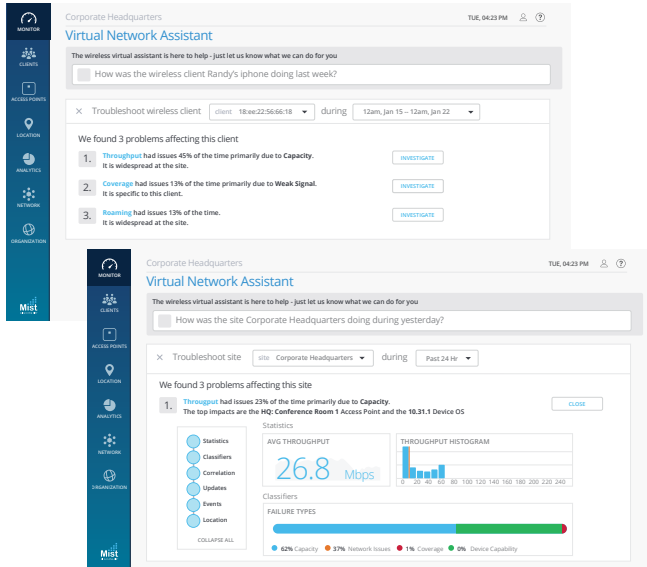 MONITOR
CLIENTS
ACCESS POINTS
LOCATION
ANALYTICS
NETWORK
ORGANIZATION
Mist
Corporate Headquarters
TUE, 04:23 PM
?
Virtual Network Assistant
The wireless virtual assistant is here to help - just let us know what we can do for you
How was the wireless client Randy's iphone doing last week?
× Troubleshoot wireless client client 18:ee:22:56:66:18 during 12am, Jan 15 – 12am, Jan 22
We found 3 problems affecting this client
1. Throughput had issues 45% of the time primarily due to Capacity.
It is widespread at the site.
INVESTIGATE
2. Coverage had issues 13% of the time primarily due to Weak Signal.
It is specific to this client.
INVESTIGATE
3. Roaming had issues 13% of the time.
It is widespread at the site.
INVESTIGATE
MONITOR
CLIENTS
ACCESS POINTS
LOCATION
ANALYTICS
NETWORK
ORGANIZATION
Mist
Corporate Headquarters
TUE, 04:23 PM
?
Virtual Network Assistant
The wireless virtual assistant is here to help - just let us know what we can do for you
How was the site Corporate Headquarters doing during yesterday?
× Troubleshoot site site Corporate Headquarters during Past 24 Hr
We found 3 problems affecting this site
1. Througput had issues 23% of the time primarily due to Capacity.
The top impacts are the HQ: Conference Room 1 Access Point and the 10.31.1 Device OS
CLOSE
Statistics
Classifiers
Correlation
Updates
Events
Location
COLLAPSE ALL
Statistics
AVG THROUGHPUT
26.8 Mbps
THROUGHPUT HISTOGRAM
0 20 40 60 80 100 120 140 160 180 200 220 240
Classifiers
FAILURE TYPES
62% Capacity 37% Network Issues 1% Coverage 0% Device Capability